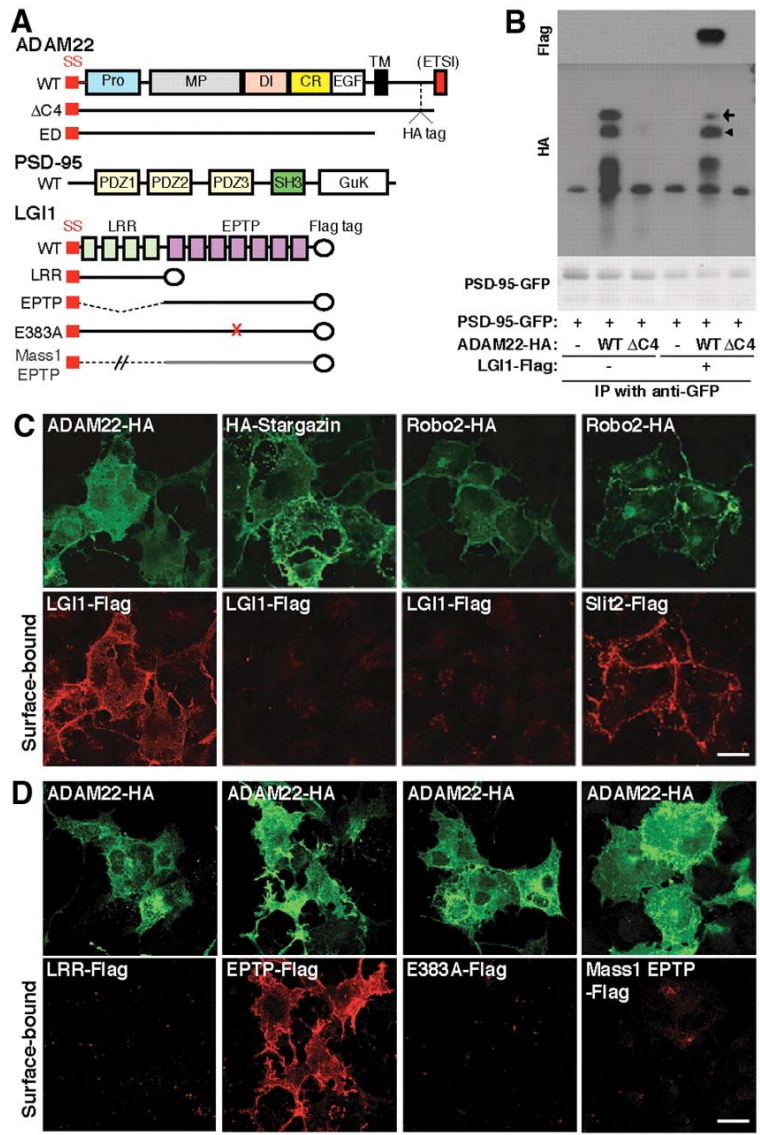 A
ADAM22
SS
TM
(ETSI)
WT
Pro
MP
DI
CR
EGF
ΔC4
HA tag
ED
PSD-95
WT
PDZ1
PDZ2
PDZ3
SH3
GuK
LGI1
SS
LRR
EPTP
Flag tag
WT
LRR
EPTP
E383A
X
Mass1
EPTP
B
Flag
HA
PSD-95-GFP
PSD-95-GFP: + + + + + +
ADAM22-HA: - WT ΔC4 - WT ΔC4
LGI1-Flag: - +
IP with anti-GFP
C
ADAM22-HA
HA-Stargazin
Robo2-HA
Robo2-HA
Surface-bound
LGI1-Flag
LGI1-Flag
LGI1-Flag
Slit2-Flag
D
ADAM22-HA
ADAM22-HA
ADAM22-HA
ADAM22-HA
Surface-bound
LRR-Flag
EPTP-Flag
E383A-Flag
Mass1 EPTP
-Flag